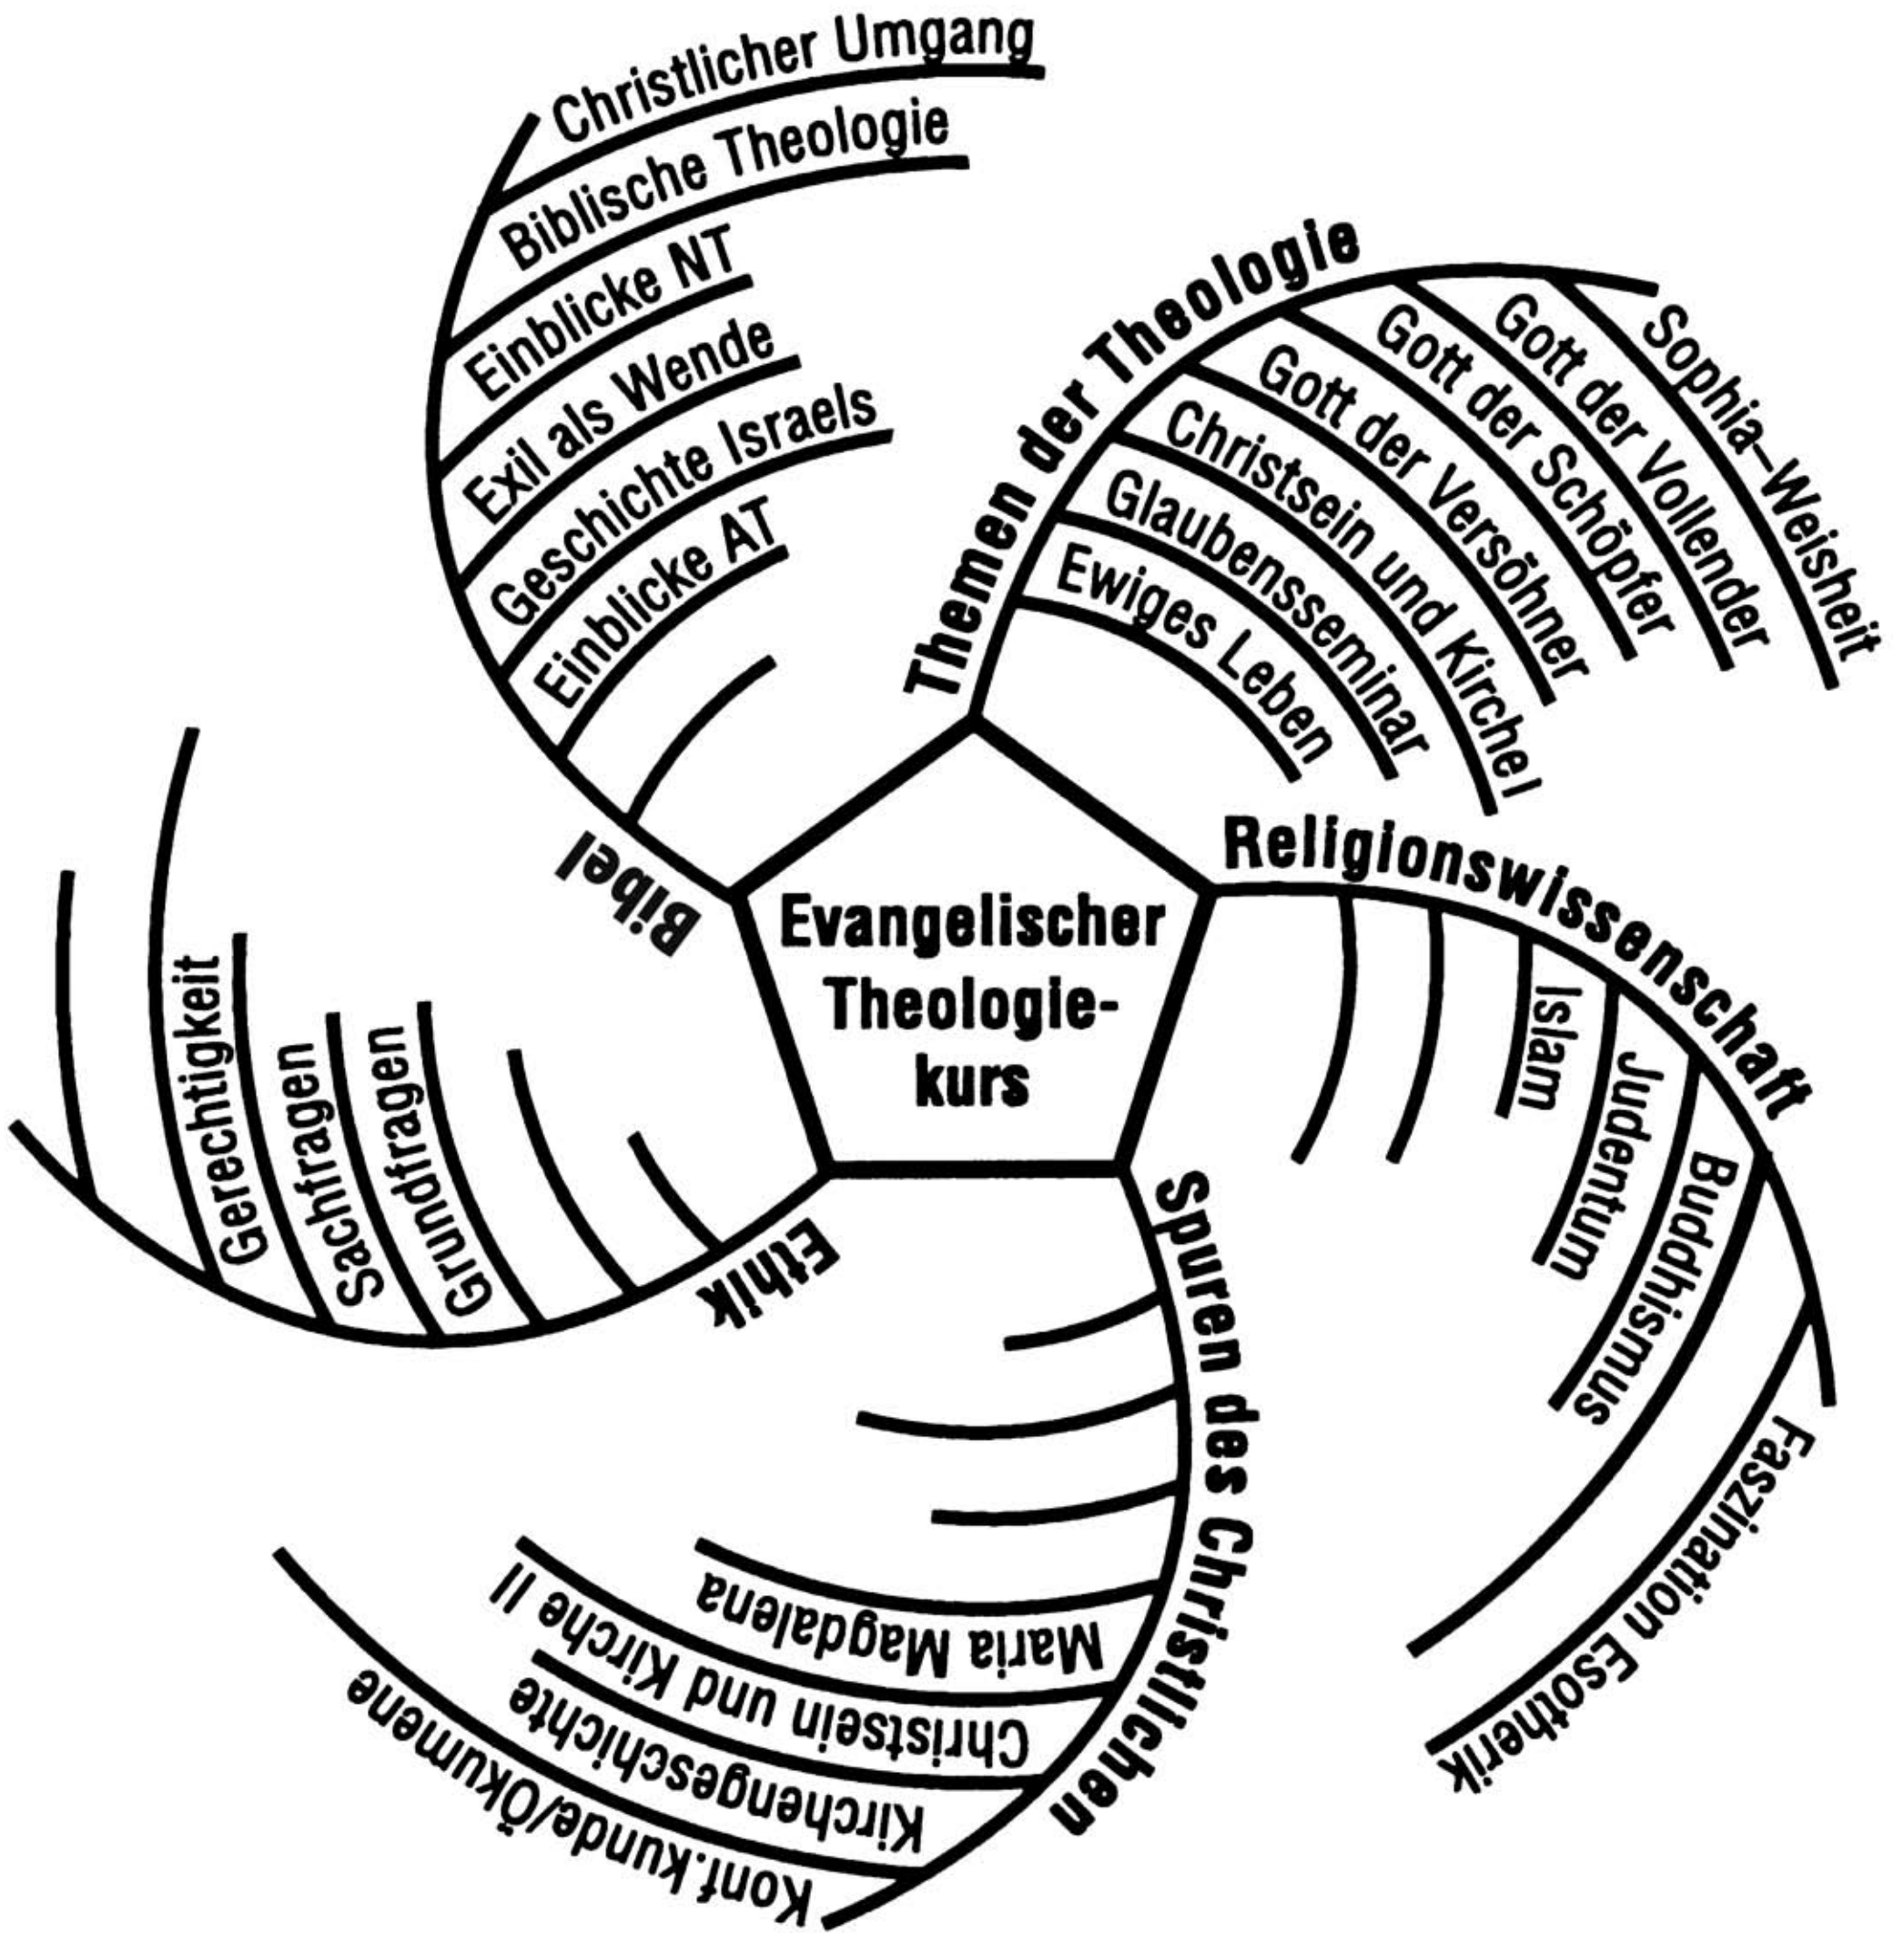 Evangelischer
Theologie-
kurs
Bibel
Christlicher Umgang
Biblische Theologie
Einblicke NT
Exil als Wende
Geschichte Israels
Einblicke AT
Themen der Theologie
Sophia–Weisheit
Gott der Vollender
Gott der Schöpfer
Gott der Versöhner
Christsein und Kirche I
Glaubensseminar
Ewiges Leben
Religionswissenschaft
Islam
Judentum
Buddhismus
Faszination Esotherik
Spuren des Christlichen
Maria Magdalena
Christsein und Kirche II
Kirchengeschichte
Konf.kunde/Ökumene
Ethik
Grundfragen
Sachfragen
Gerechtigkeit